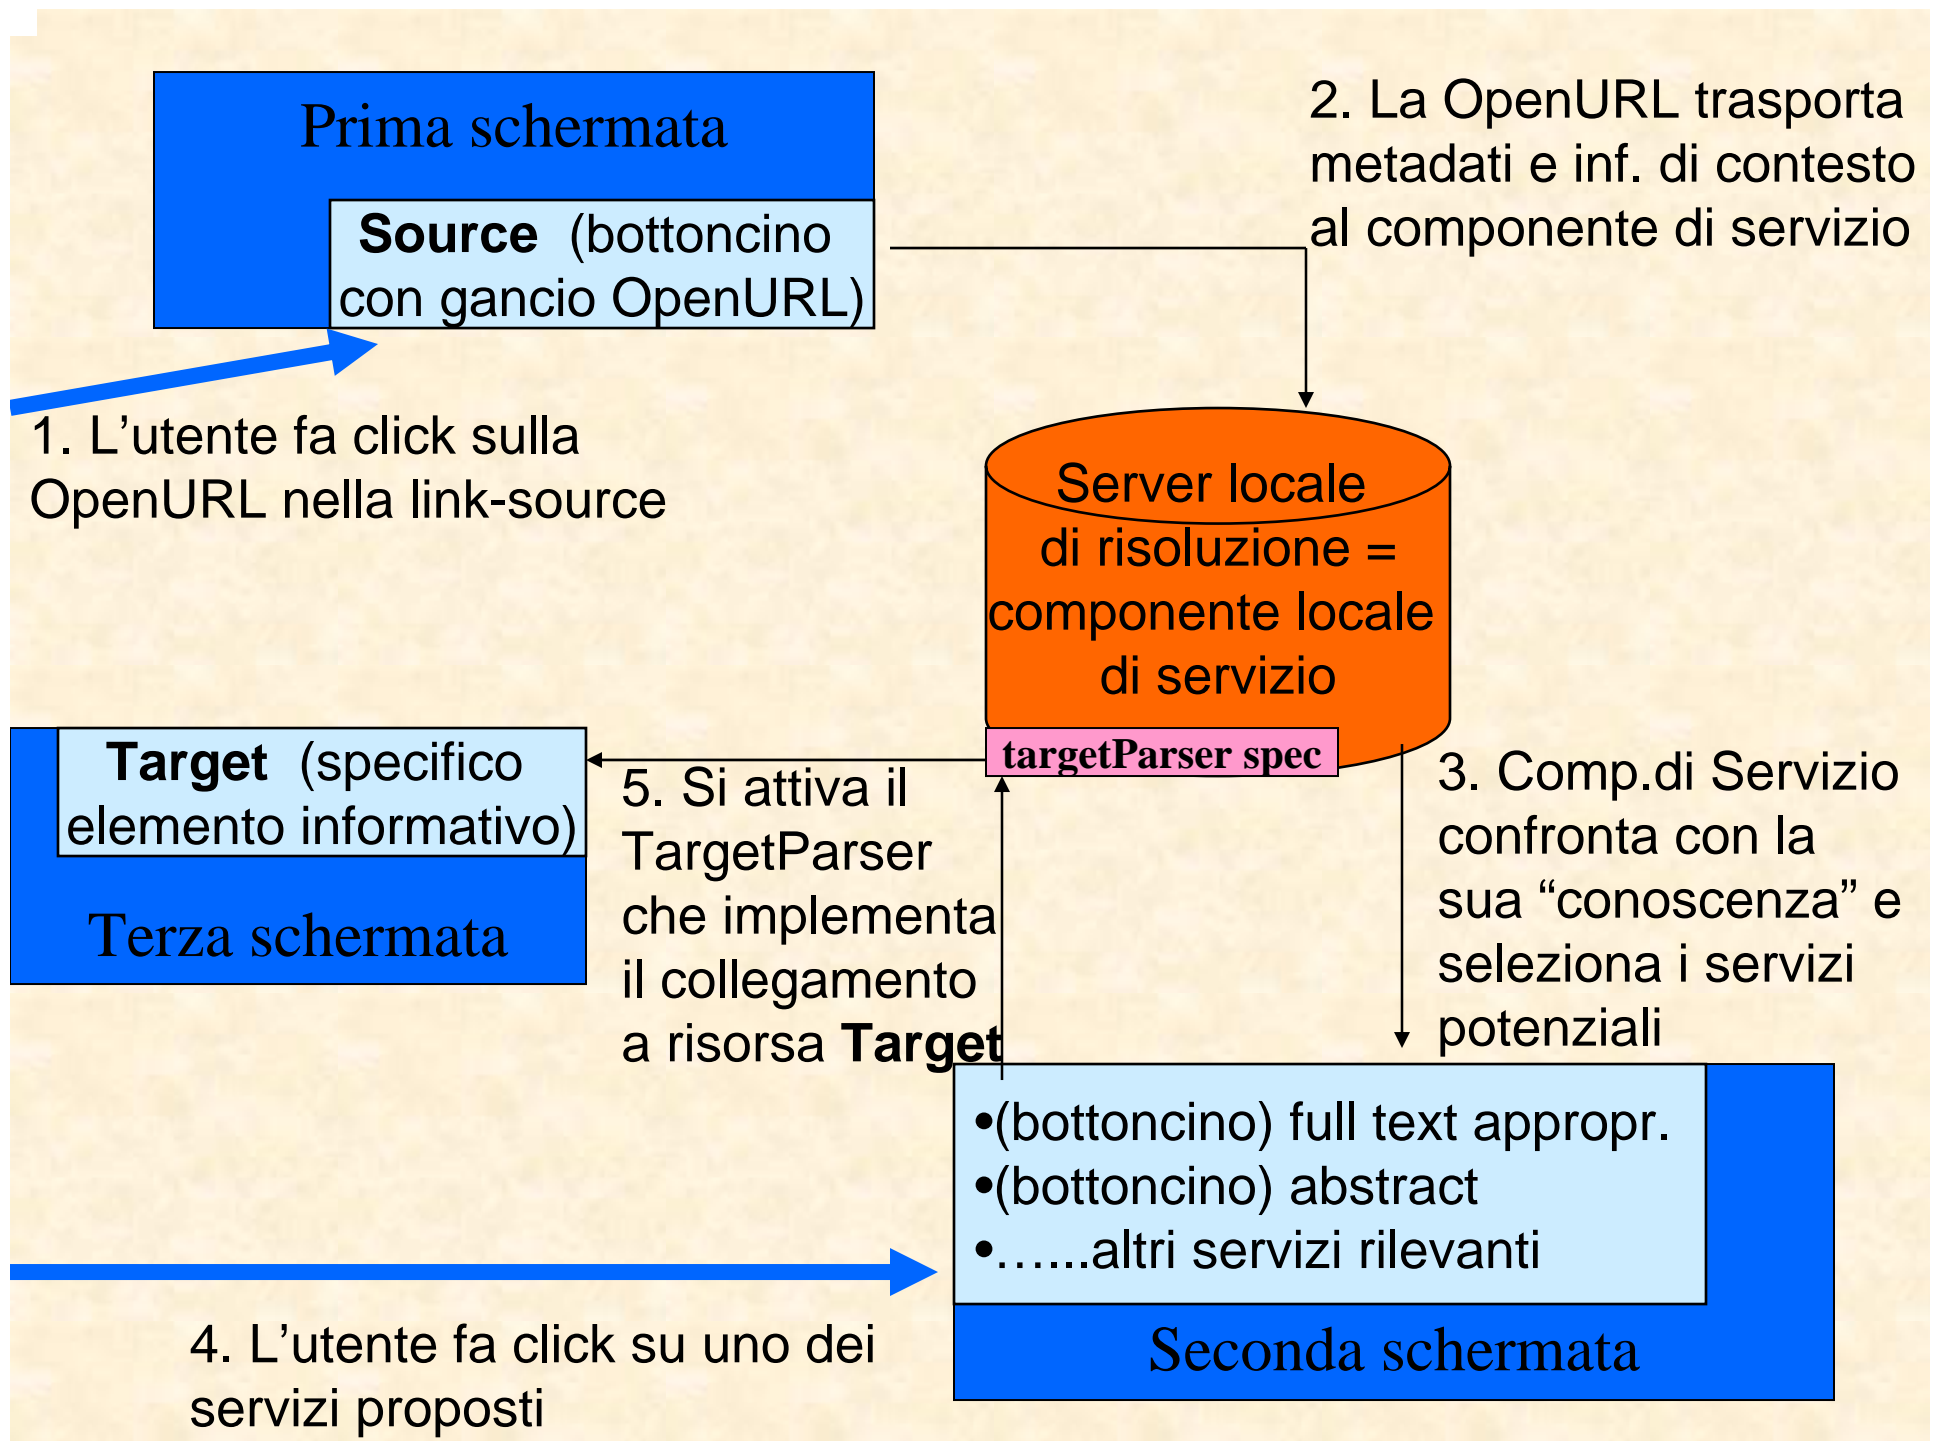 Prima schermata
Source (bottoncino
con gancio OpenURL)
1. L’utente fa click sulla
OpenURL nella link-source
2. La OpenURL trasporta
metadati e inf. di contesto
al componente di servizio
Server locale
di risoluzione =
componente locale
di servizio
targetParser spec
3. Comp.di Servizio
confronta con la
sua “conoscenza” e
seleziona i servizi
potenziali
•(bottoncino) full text appropr.
•(bottoncino) abstract
•…...altri servizi rilevanti
Seconda schermata
4. L’utente fa click su uno dei
servizi proposti
5. Si attiva il
TargetParser
che implementa
il collegamento
a risorsa Target
Target (specifico
elemento informativo)
Terza schermata